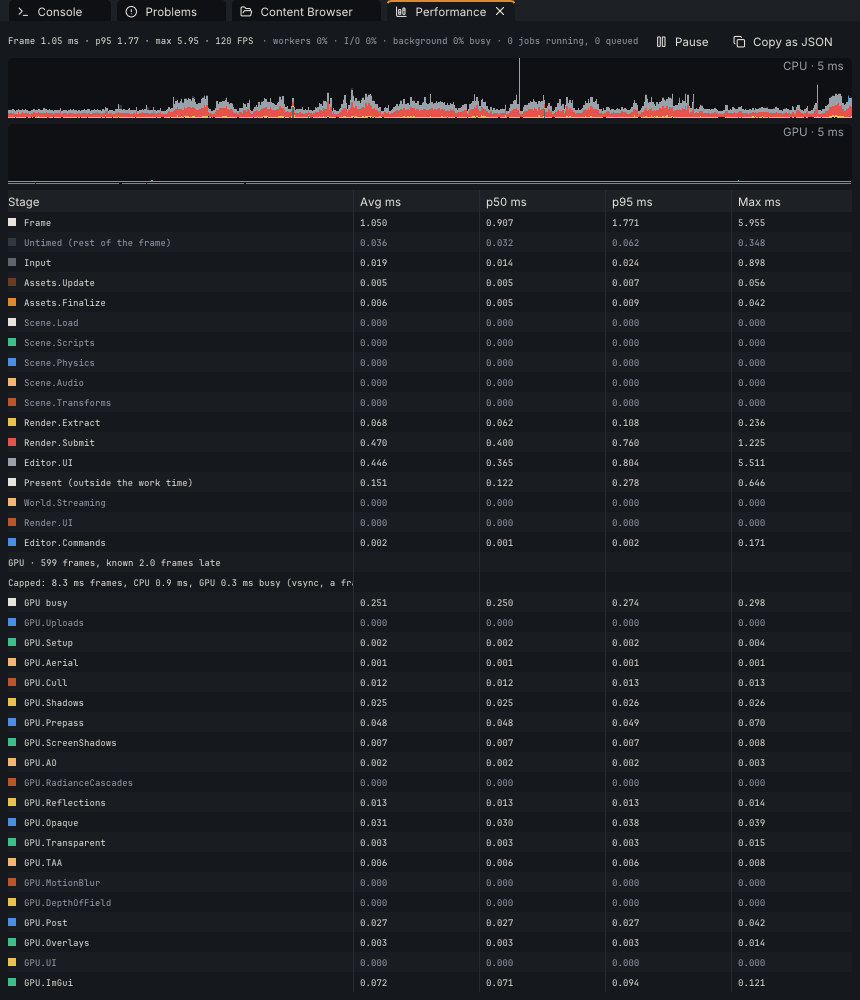 Console Problems Content Browser Performance
Frame 1.05 ms · p95 1.77 · max 5.95 · 120 FPS · workers 0% · I/O 0% · background 0% busy · 0 jobs running, 0 queued Pause Copy as JSON
CPU · 5 ms
GPU · 5 ms
Stage Avg ms p50 ms p95 ms Max ms
Frame 1.050 0.907 1.771 5.955
Untimed (rest of the frame) 0.036 0.032 0.062 0.348
Input 0.019 0.014 0.024 0.898
Assets.Update 0.005 0.005 0.007 0.056
Assets.Finalize 0.006 0.005 0.009 0.042
Scene.Load 0.000 0.000 0.000 0.000
Scene.Scripts 0.000 0.000 0.000 0.000
Scene.Physics 0.000 0.000 0.000 0.000
Scene.Audio 0.000 0.000 0.000 0.000
Scene.Transforms 0.000 0.000 0.000 0.000
Render.Extract 0.068 0.062 0.108 0.236
Render.Submit 0.470 0.400 0.760 1.225
Editor.UI 0.446 0.365 0.804 5.511
Present (outside the work time) 0.151 0.122 0.278 0.646
World.Streaming 0.000 0.000 0.000 0.000
Render.UI 0.000 0.000 0.000 0.000
Editor.Commands 0.002 0.001 0.002 0.171
GPU · 599 frames, known 2.0 frames late
Capped: 8.3 ms frames, CPU 0.9 ms, GPU 0.3 ms busy (vsync, a fra
GPU busy 0.251 0.250 0.274 0.298
GPU.Uploads 0.000 0.000 0.000 0.000
GPU.Setup 0.002 0.002 0.002 0.004
GPU.Aerial 0.001 0.001 0.001 0.001
GPU.Cull 0.012 0.012 0.013 0.013
GPU.Shadows 0.025 0.025 0.026 0.026
GPU.Prepass 0.048 0.048 0.049 0.070
GPU.ScreenShadows 0.007 0.007 0.007 0.008
GPU.AO 0.002 0.002 0.002 0.003
GPU.RadianceCascades 0.000 0.000 0.000 0.000
GPU.Reflections 0.013 0.013 0.013 0.014
GPU.Opaque 0.031 0.030 0.038 0.039
GPU.Transparent 0.003 0.003 0.003 0.015
GPU.TAA 0.006 0.006 0.006 0.008
GPU.MotionBlur 0.000 0.000 0.000 0.000
GPU.DepthOfField 0.000 0.000 0.000 0.000
GPU.Post 0.027 0.027 0.027 0.042
GPU.Overlays 0.003 0.003 0.003 0.014
GPU.UI 0.000 0.000 0.000 0.000
GPU.ImGui 0.072 0.071 0.094 0.121